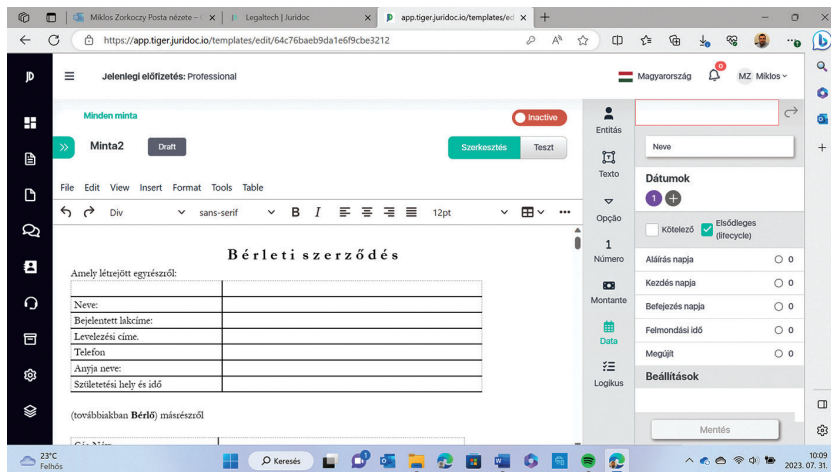 Miklos Zorkoczy Posta nézete –
Legaltech | Juridoc
app.tiger.juridoc.io/templates/ed
https://app.tiger.juridoc.io/templates/edit/64c76baeb9da1e6f9cbe3212
Jelenlegi előfizetés: Professional
Magyarország
0
MZ Miklos
Minden minta
Inactive
Minta2
Draft
Szerkesztés
Teszt
File Edit View Insert Format Tools Table
Div
sans-serif
B I
12pt
Bérleti szerződés
Amely létrejött egyrészről:
Neve:
Bejelentett lakcíme:
Levelezési címe.
Telefon
Anyja neve:
Születetési hely és idő
(továbbiakban Bérlő) másrészről
Entitás
Texto
Opção
1
Número
Montante
Data
Logikus
Neve
Dátumok
1
Kötelező
Elsődleges
(lifecycle)
Aláírás napja 0
Kezdés napja 0
Befejezés napja 0
Felmondási idő 0
Megújít 0
Beállítások
Mentés
23°C
Felhős
Keresés
10:09
2023. 07. 31.